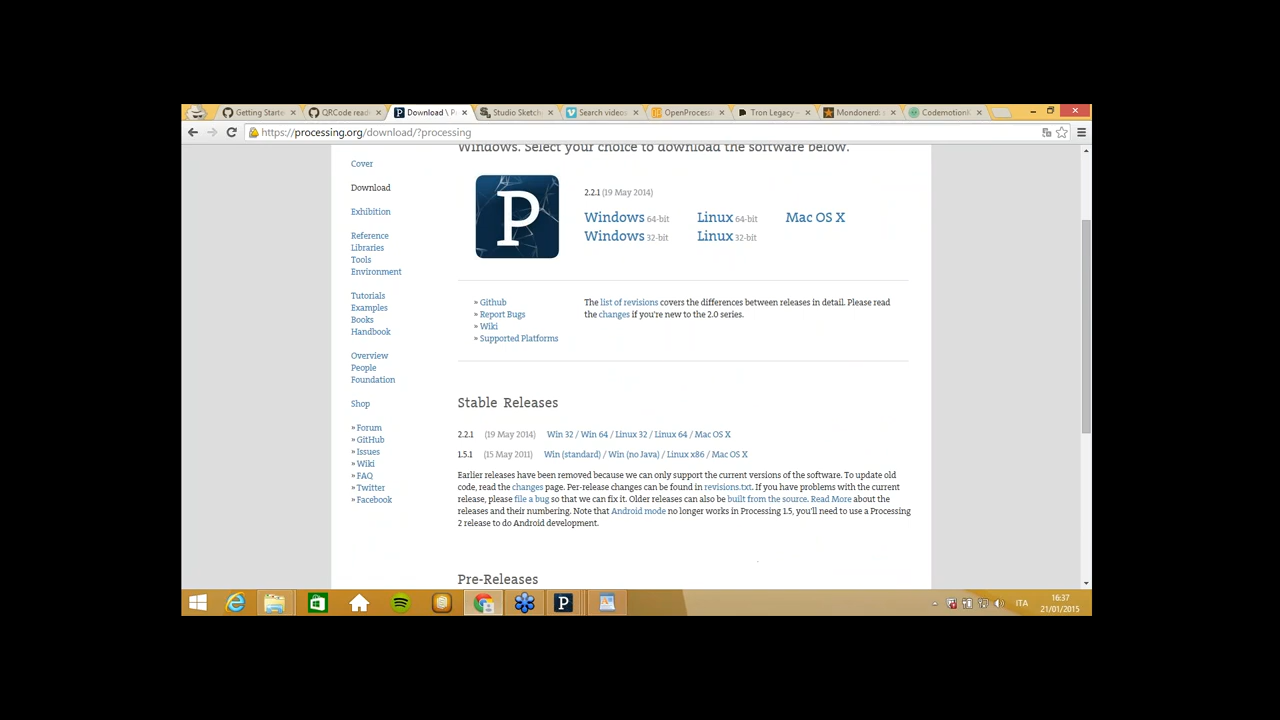 Getting Starte
QRCode read
Download \ P
Studio Sketch
Search videos
OpenProcess
Tron Legacy -
Mondonerd:
Codemotionk
https://processing.org/download/?processing
Windows. Select your choice to download the software below.
Cover
Download
Exhibition
Reference
Libraries
Tools
Environment
Tutorials
Examples
Books
Handbook
Overview
People
Foundation
Shop
» Forum
» GitHub
» Issues
» Wiki
» FAQ
» Twitter
» Facebook
P
2.2.1 (19 May 2014)
Windows 64-bit Linux 64-bit Mac OS X
Windows 32-bit Linux 32-bit
» Github
» Report Bugs
» Wiki
» Supported Platforms
The list of revisions covers the differences between releases in detail. Please read
the changes if you're new to the 2.0 series.
Stable Releases
2.2.1 (19 May 2014) Win 32 / Win 64 / Linux 32 / Linux 64 / Mac OS X
1.5.1 (15 May 2011) Win (standard) / Win (no Java) / Linux x86 / Mac OS X
Earlier releases have been removed because we can only support the current versions of the software. To update old
code, read the changes page. Per-release changes can be found in revisions.txt. If you have problems with the current
release, please file a bug so that we can fix it. Older releases can also be built from the source. Read More about the
releases and their numbering. Note that Android mode no longer works in Processing 1.5, you'll need to use a Processing
2 release to do Android development.
Pre-Releases
ITA
16:37
21/01/2015